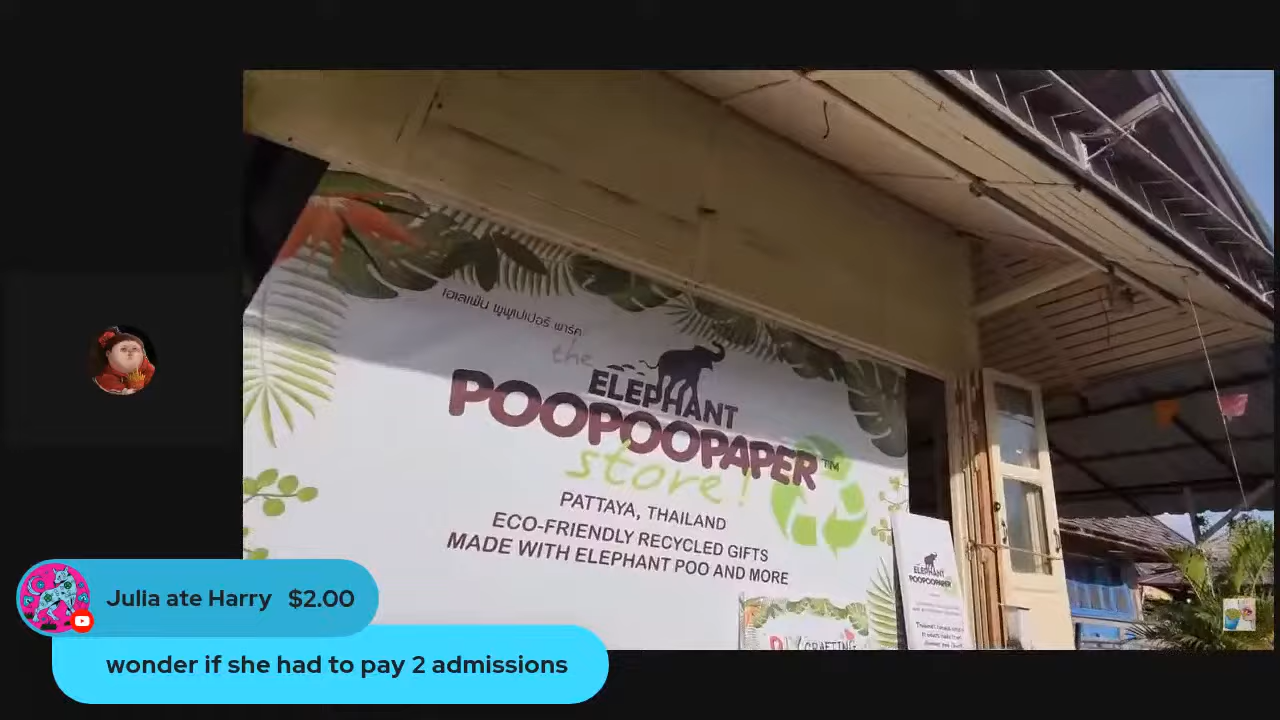 เอเลเฟ่น พูพูเปเปอร์ พาร์ค
the
ELEPHANT
POOPOOPAPER™
store!
PATTAYA, THAILAND
ECO-FRIENDLY RECYCLED GIFTS
MADE WITH ELEPHANT POO AND MORE
ELEPHANT
POOPOOPAPER
CRAFTING
Julia ate Harry $2.00
wonder if she had to pay 2 admissions